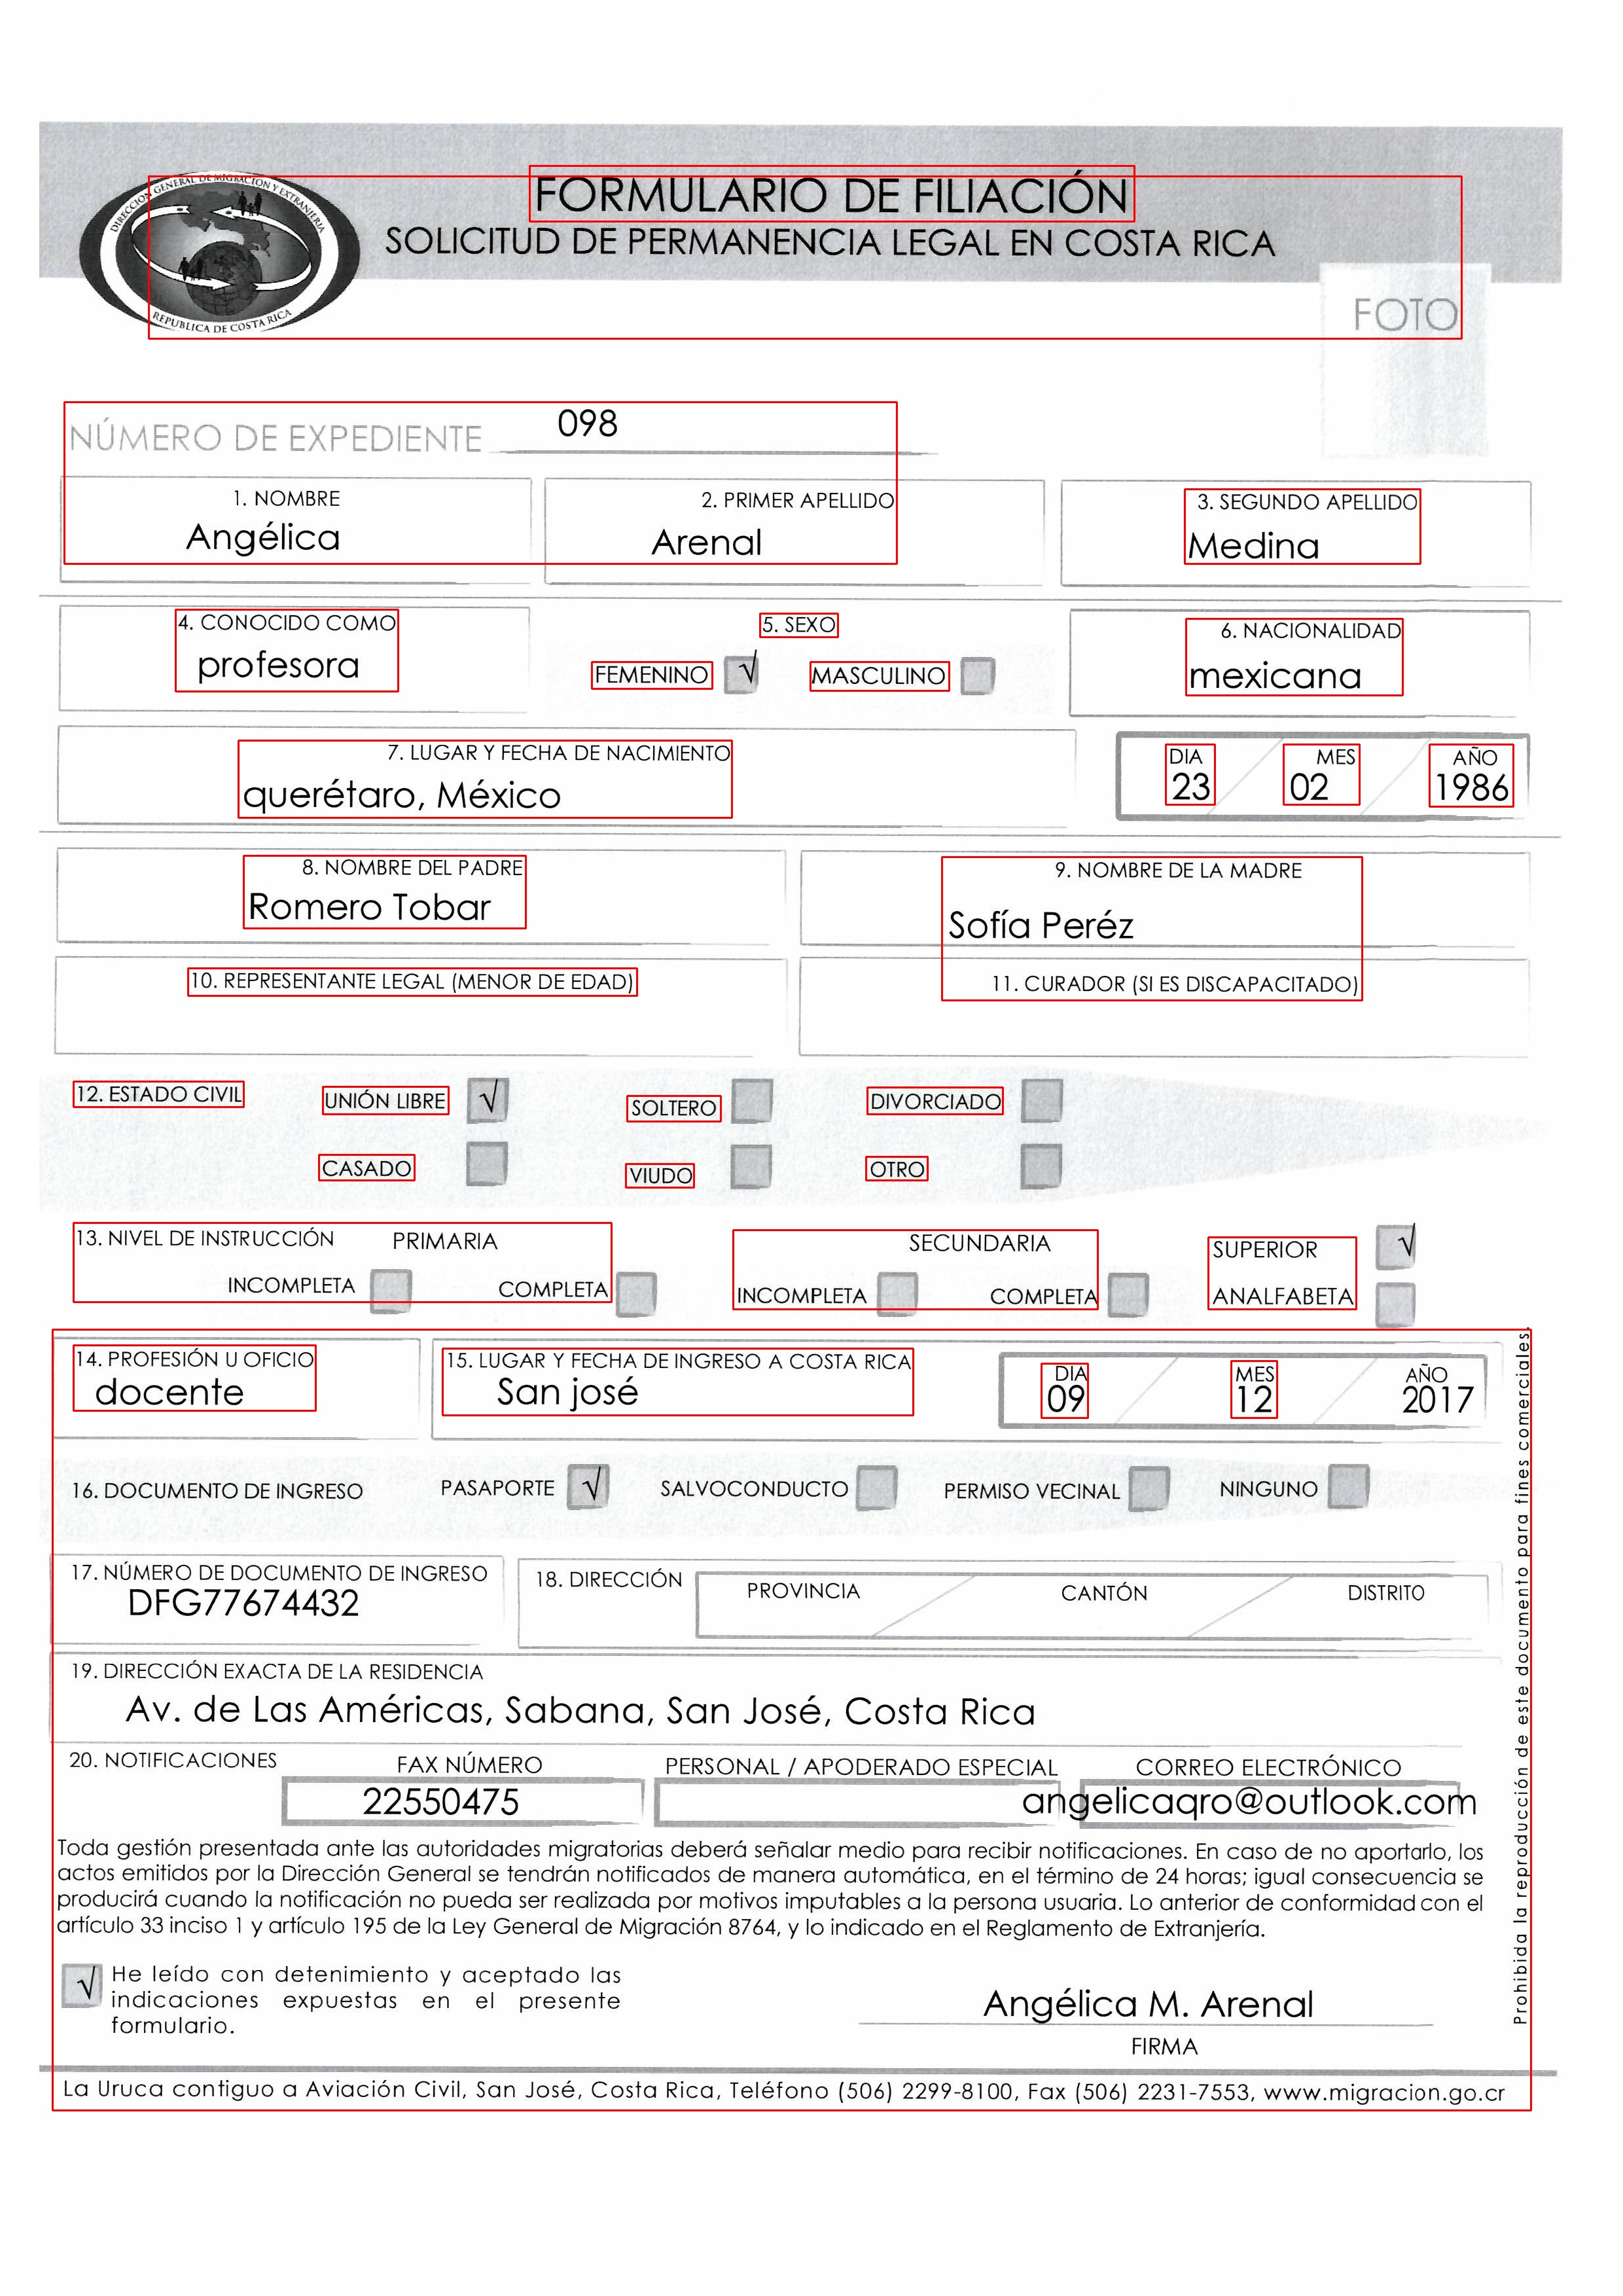 DIRECCIÓN GENERAL DE MIGRACIÓN Y EXTRANJERIA
REPUBLICA DE COSTA RICA
FORMULARIO DE FILIACIÓN
SOLICITUD DE PERMANENCIA LEGAL EN COSTA RICA
FOTO
NÚMERO DE EXPEDIENTE 098
1. NOMBRE 2. PRIMER APELLIDO 3. SEGUNDO APELLIDO
Angélica Arenal Medina
4. CONOCIDO COMO 5. SEXO 6. NACIONALIDAD
profesora FEMENINO √ MASCULINO mexicana
7. LUGAR Y FECHA DE NACIMIENTO DIA MES AÑO
querétaro, México 23 02 1986
8. NOMBRE DEL PADRE 9. NOMBRE DE LA MADRE
Romero Tobar Sofía Peréz
10. REPRESENTANTE LEGAL (MENOR DE EDAD) 11. CURADOR (SI ES DISCAPACITADO)
12. ESTADO CIVIL UNIÓN LIBRE √ SOLTERO DIVORCIADO
CASADO VIUDO OTRO
13. NIVEL DE INSTRUCCIÓN PRIMARIA SECUNDARIA SUPERIOR √
INCOMPLETA COMPLETA INCOMPLETA COMPLETA ANALFABETA
14. PROFESIÓN U OFICIO 15. LUGAR Y FECHA DE INGRESO A COSTA RICA DIA MES AÑO
docente San josé 09 12 2017
16. DOCUMENTO DE INGRESO PASAPORTE √ SALVOCONDUCTO PERMISO VECINAL NINGUNO
17. NÚMERO DE DOCUMENTO DE INGRESO 18. DIRECCIÓN PROVINCIA CANTÓN DISTRITO
DFG77674432
19. DIRECCIÓN EXACTA DE LA RESIDENCIA
Av. de Las Américas, Sabana, San José, Costa Rica
20. NOTIFICACIONES FAX NÚMERO PERSONAL / APODERADO ESPECIAL CORREO ELECTRÓNICO
22550475 angelicaqro@outlook.com
Toda gestión presentada ante las autoridades migratorias deberá señalar medio para recibir notificaciones. En caso de no aportarlo, los
actos emitidos por la Dirección General se tendrán notificados de manera automática, en el término de 24 horas; igual consecuencia se
producirá cuando la notificación no pueda ser realizada por motivos imputables a la persona usuaria. Lo anterior de conformidad con el
artículo 33 inciso 1 y artículo 195 de la Ley General de Migración 8764, y lo indicado en el Reglamento de Extranjería.
√ He leído con detenimiento y aceptado las
indicaciones expuestas en el presente
formulario.
Angélica M. Arenal
FIRMA
La Uruca contiguo a Aviación Civil, San José, Costa Rica, Teléfono (506) 2299-8100, Fax (506) 2231-7553, www.migracion.go.cr
Prohibida la reproducción de este documento para fines comerciales.